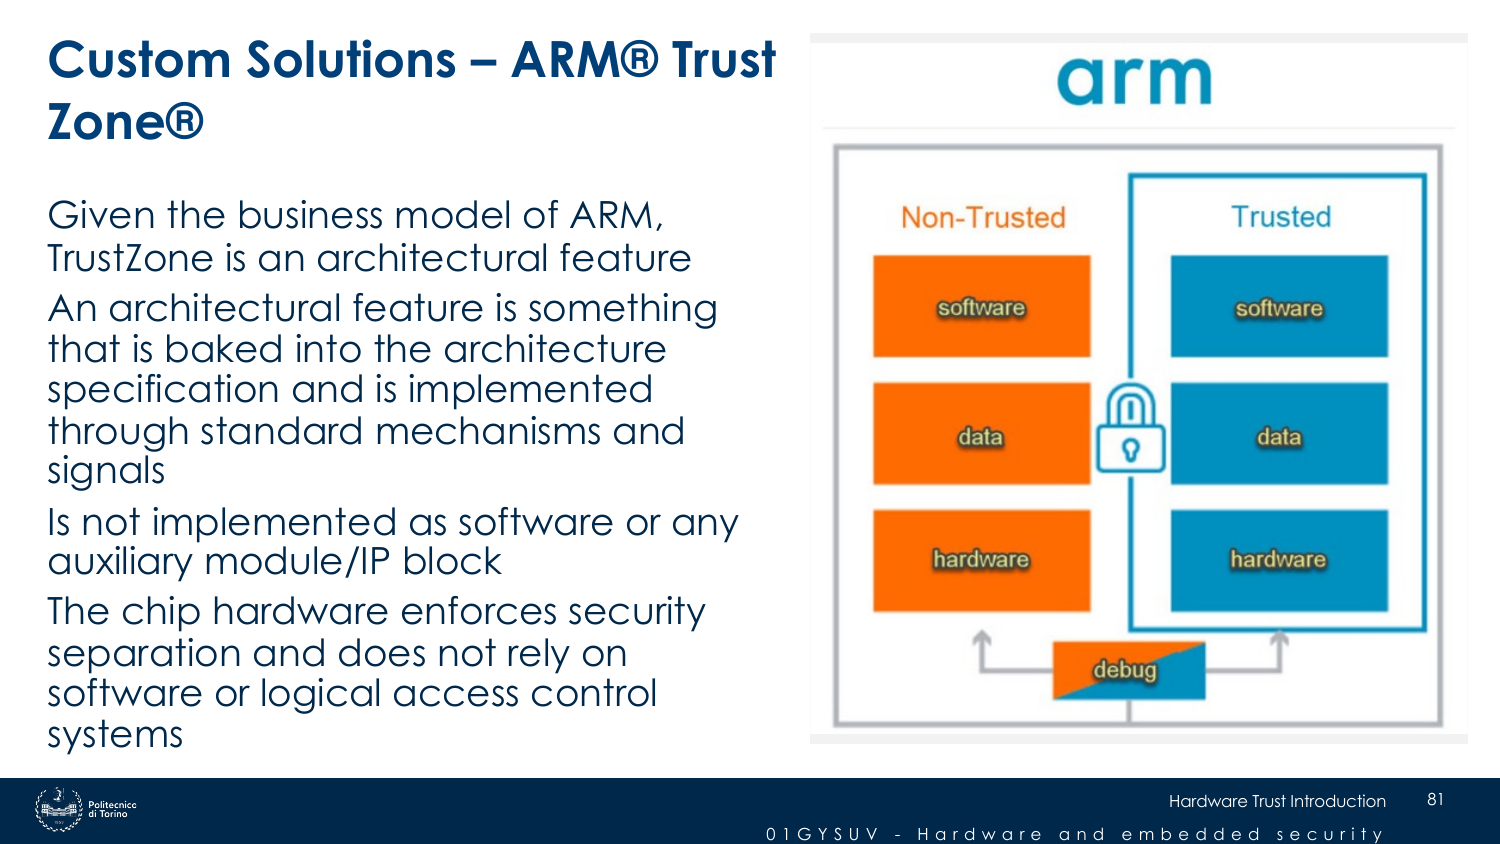 Custom Solutions – ARM® Trust
Zone®
Given the business model of ARM,
TrustZone is an architectural feature
An architectural feature is something
that is baked into the architecture
specification and is implemented
through standard mechanisms and
signals
Is not implemented as software or any
auxiliary module/IP block
The chip hardware enforces security
separation and does not rely on
software or logical access control
systems
arm
Non-Trusted
Trusted
software
software
data
data
hardware
hardware
debug
Politecnico
di Torino
Hardware Trust Introduction
81
01GYSUV - Hardware and embedded security